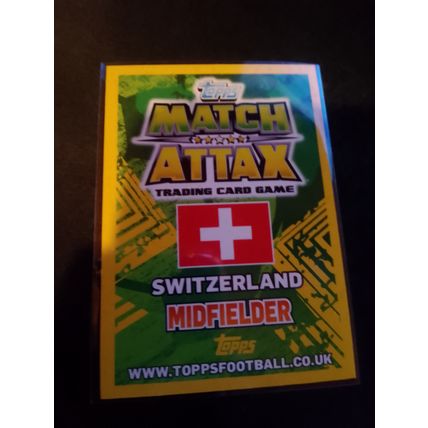 Topps
MATCH
ATTAX
TRADING CARD GAME
SWITZERLAND
MIDFIELDER
topps
WWW.TOPPSFOOTBALL.CO.UK